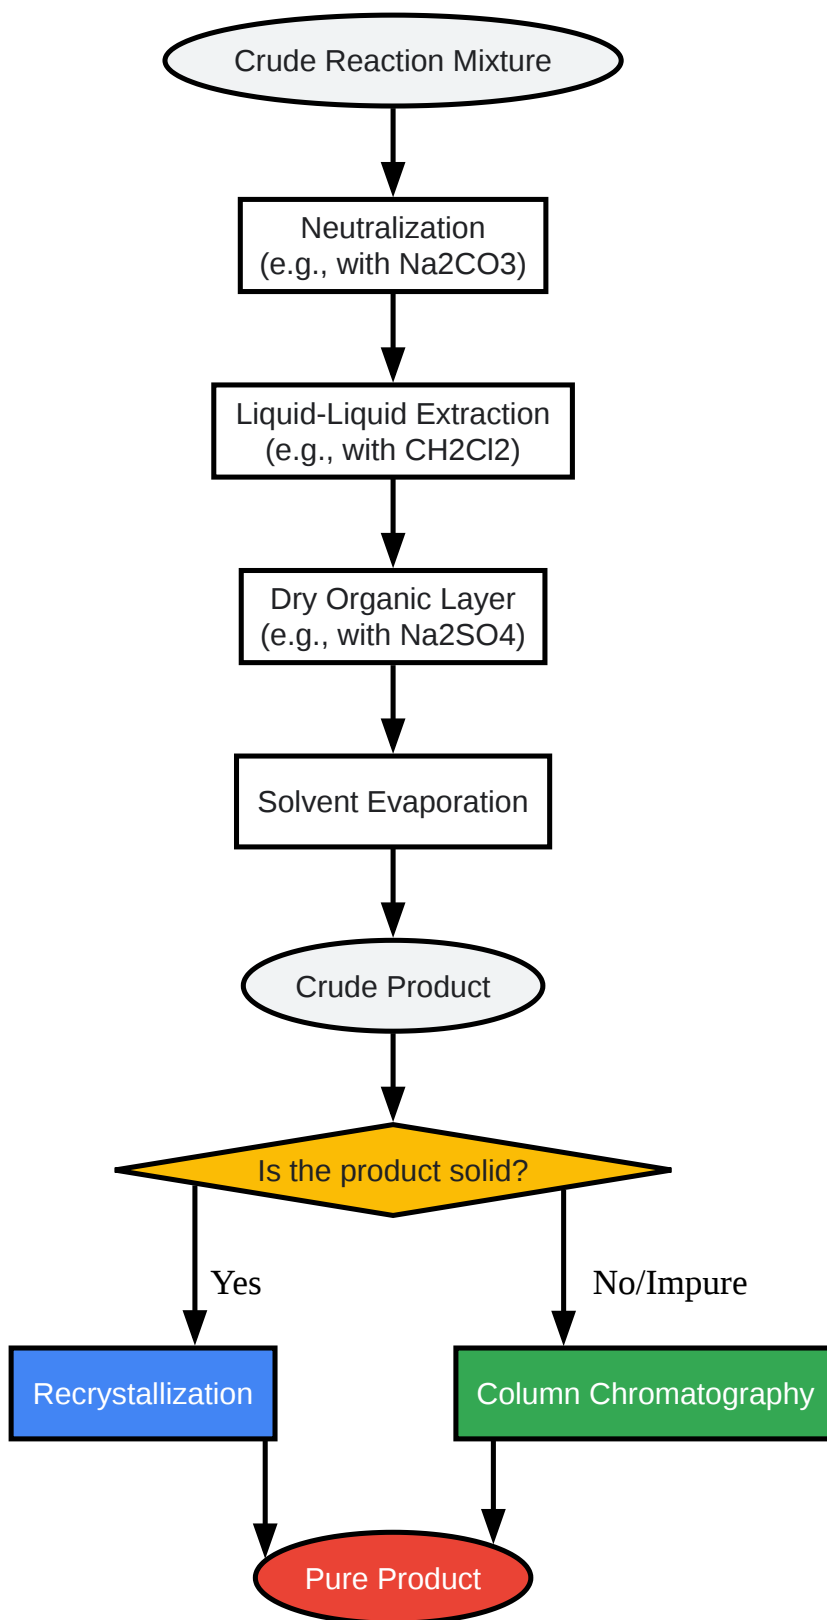 Crude Reaction Mixture
Neutralization
(e.g., with Na2CO3)
Liquid-Liquid Extraction
(e.g., with CH2Cl2)
Dry Organic Layer
(e.g., with Na2SO4)
Solvent Evaporation
Crude Product
Is the product solid?
Yes
No/Impure
Recrystallization
Column Chromatography
Pure Product